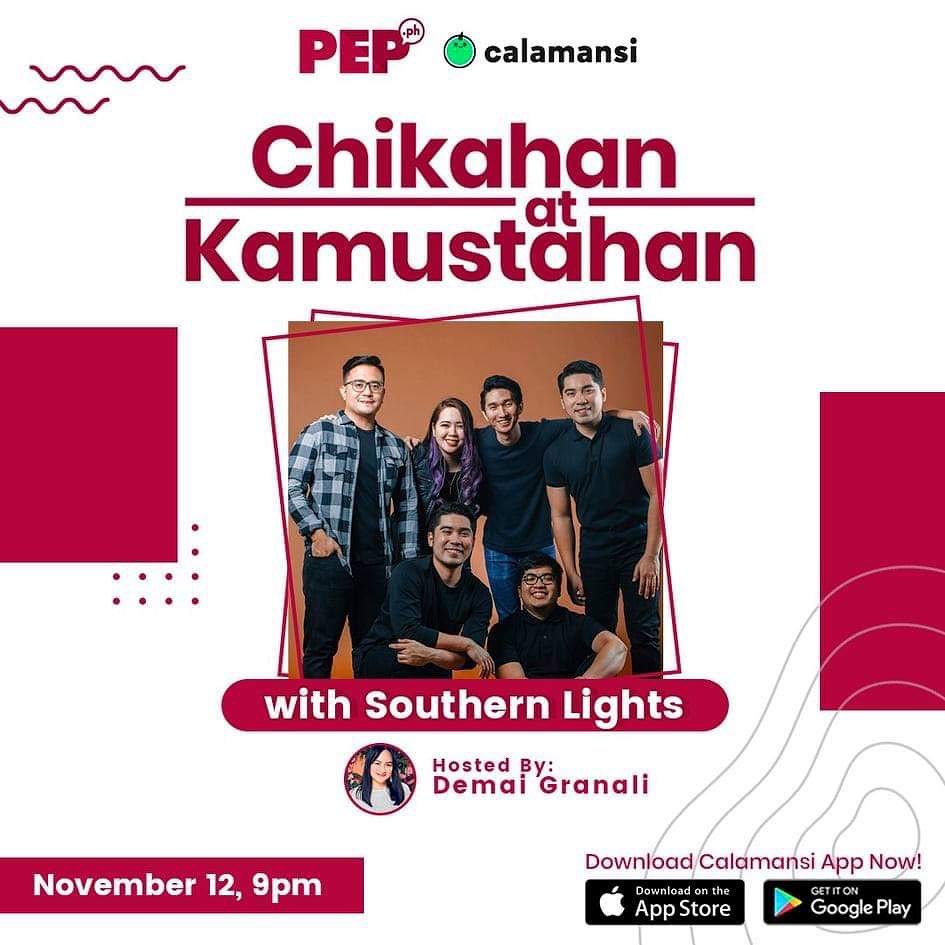 PEP.ph calamansi
Chikahan
at
Kamustahan
with Southern Lights
Hosted By:
Demai Granali
November 12, 9pm
Download Calamansi App Now!
Download on the
App Store
GET IT ON
Google Play